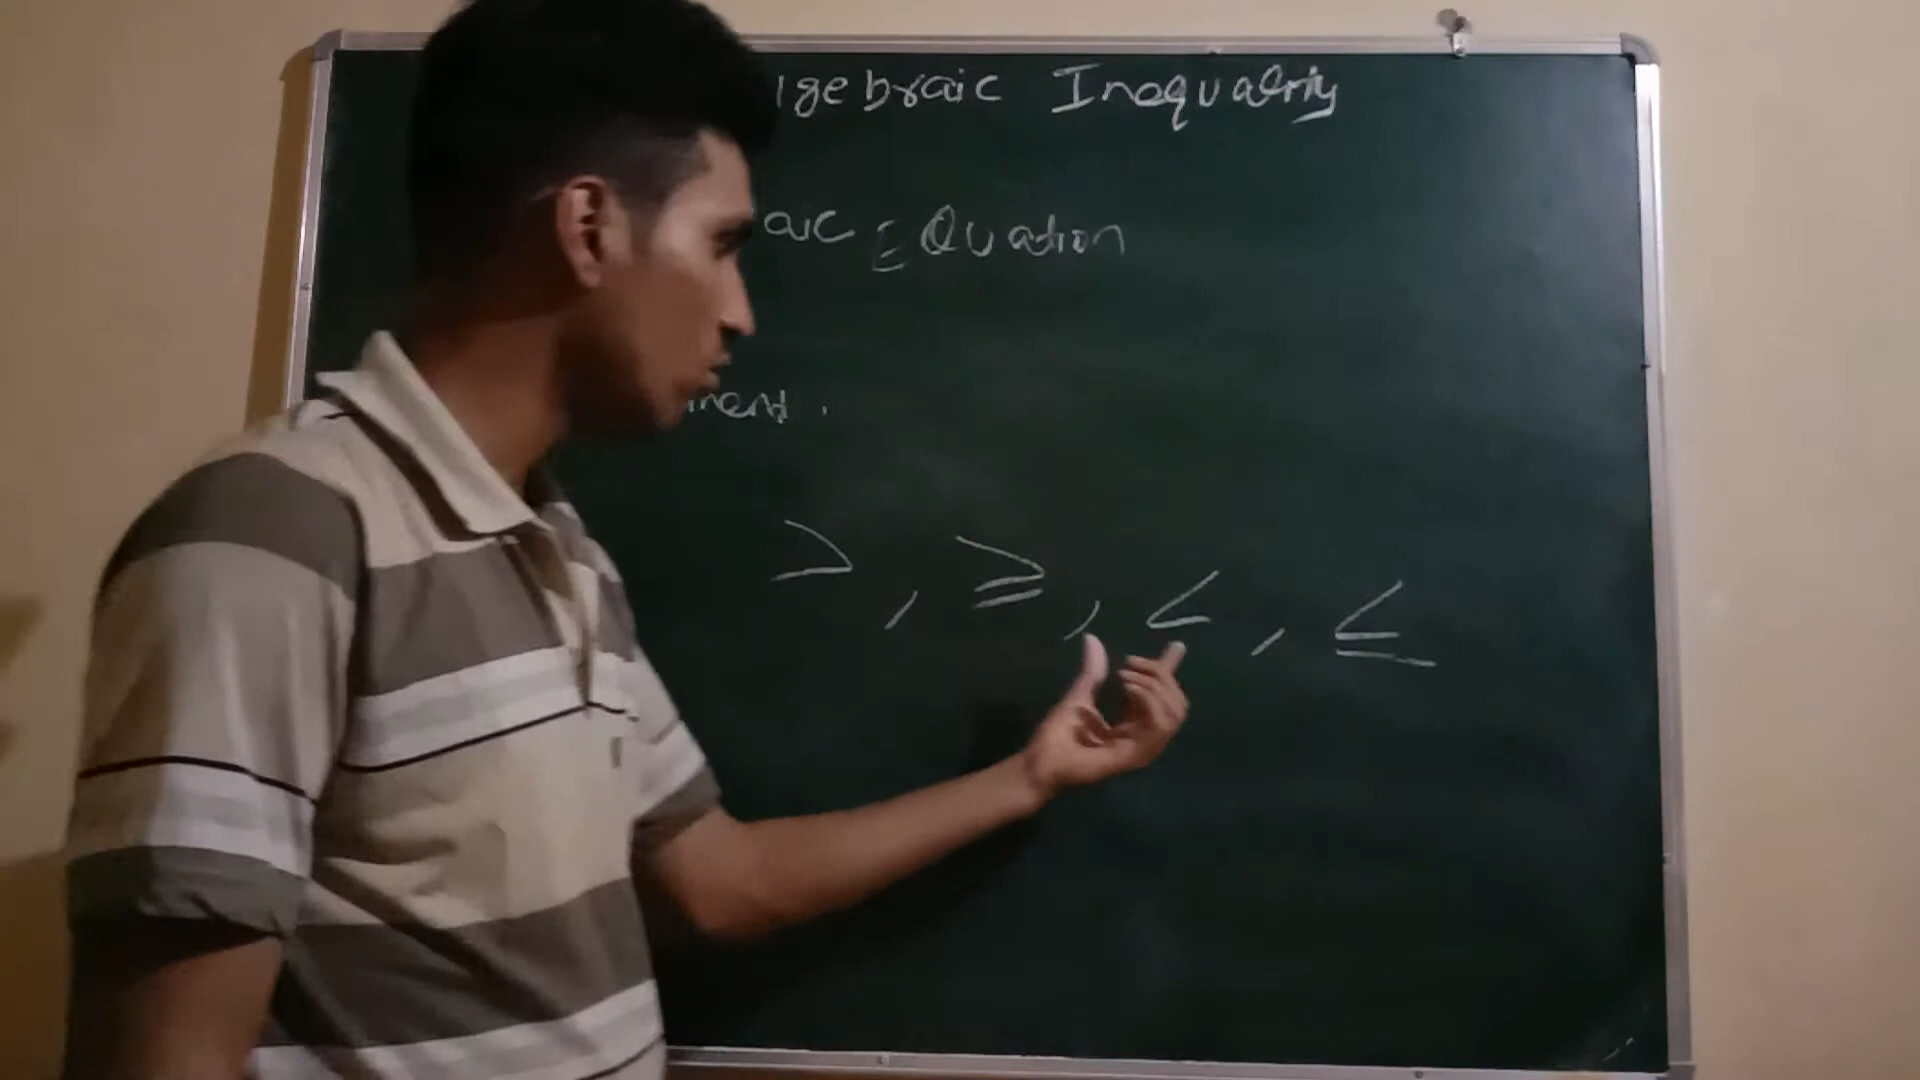 lgebraic Inequality
aic EQuation
ment.
>, ≥, <, ≤